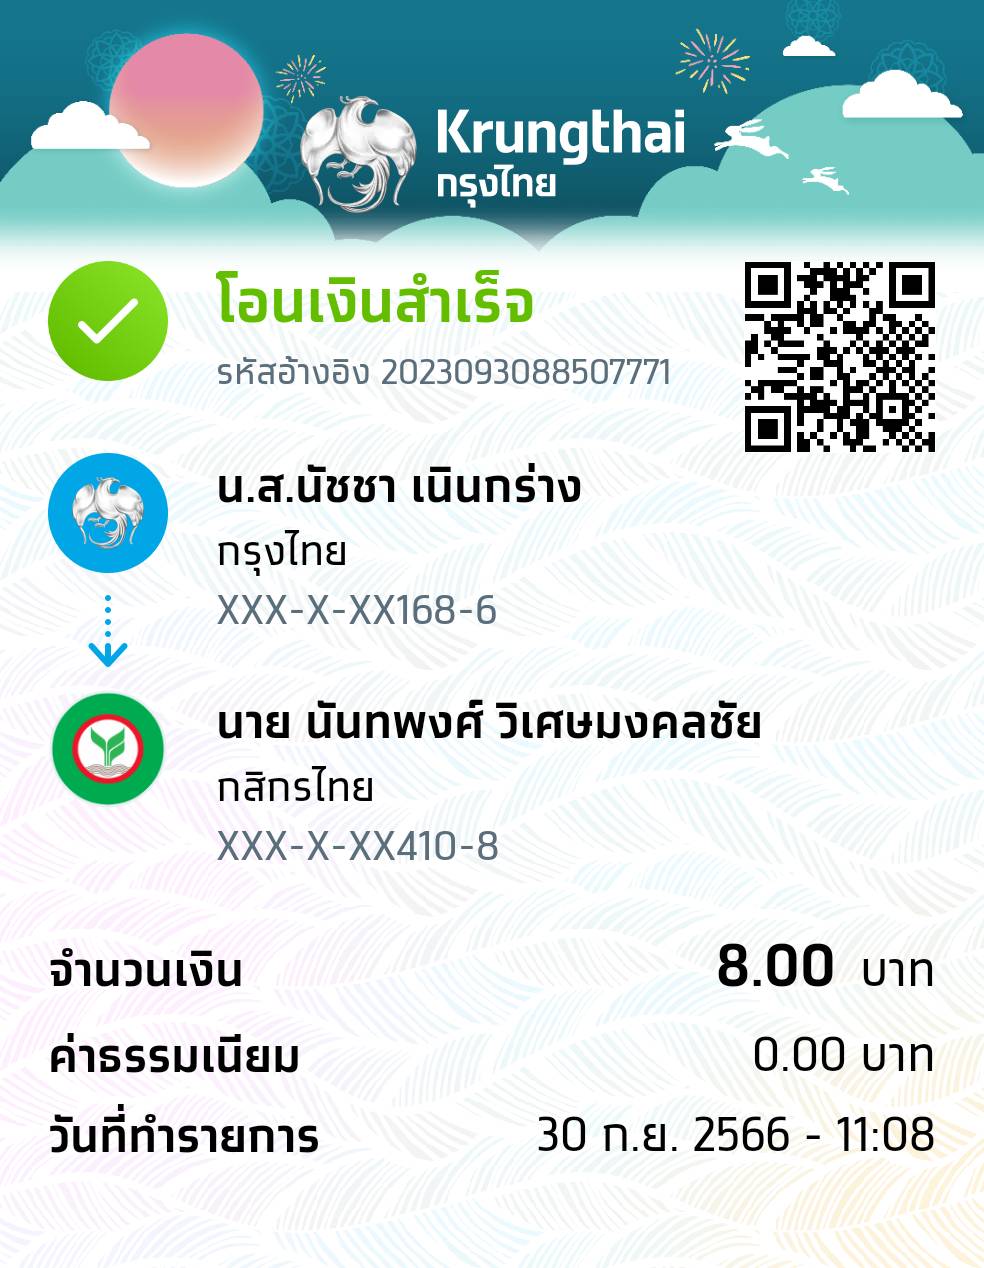 Krungthai
กรุงไทย
โอนเงินสำเร็จ
รหัสอ้างอิง 2023093088507771
น.ส.นัชชา เนินกร่าง
กรุงไทย
XXX-X-XX168-6
นาย นันทพงศ์ วิเศษมงคลชัย
กสิกรไทย
XXX-X-XX410-8
จำนวนเงิน 8.00 บาท
ค่าธรรมเนียม 0.00 บาท
วันที่ทำรายการ 30 ก.ย. 2566 - 11:08